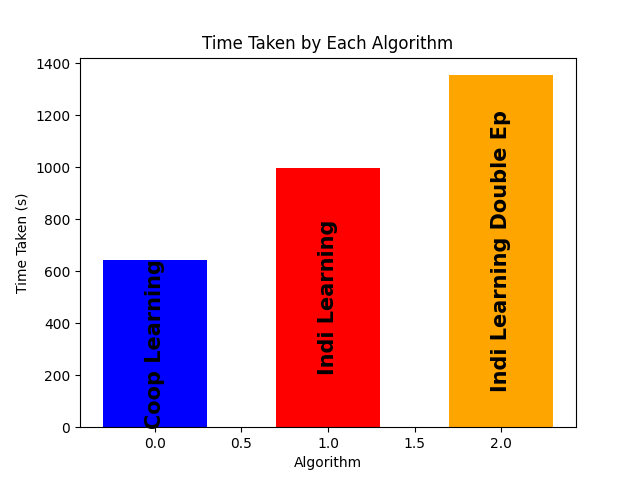 Time Taken by Each Algorithm
1400
1200
1000
800
600
400
200
0
Time Taken (s)
Coop Learning
Indi Learning
Indi Learning Double Ep
0.0
0.5
1.0
1.5
2.0
Algorithm